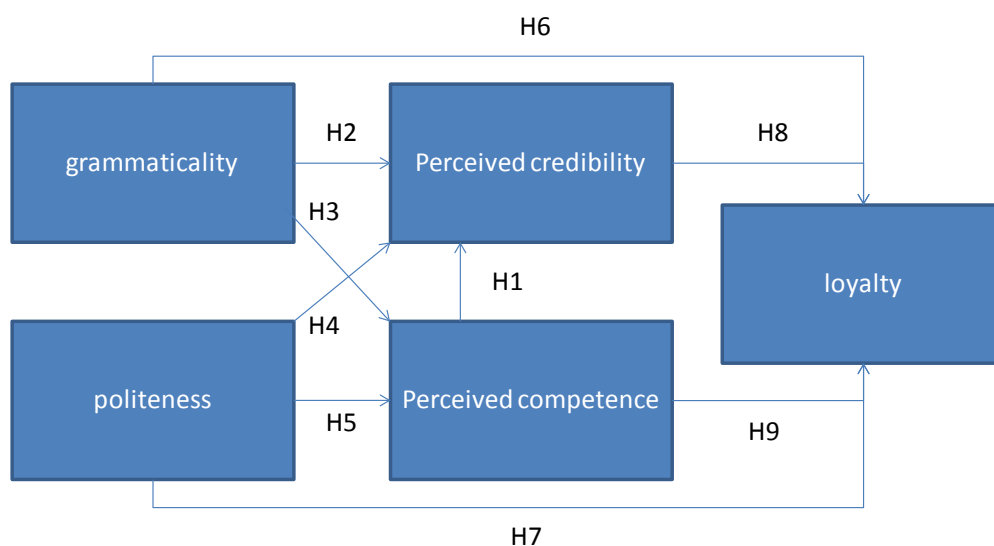 H6
grammaticality
H2
Perceived credibility
H8
H3
loyalty
H1
H4
politeness
H5
Perceived competence
H9
H7